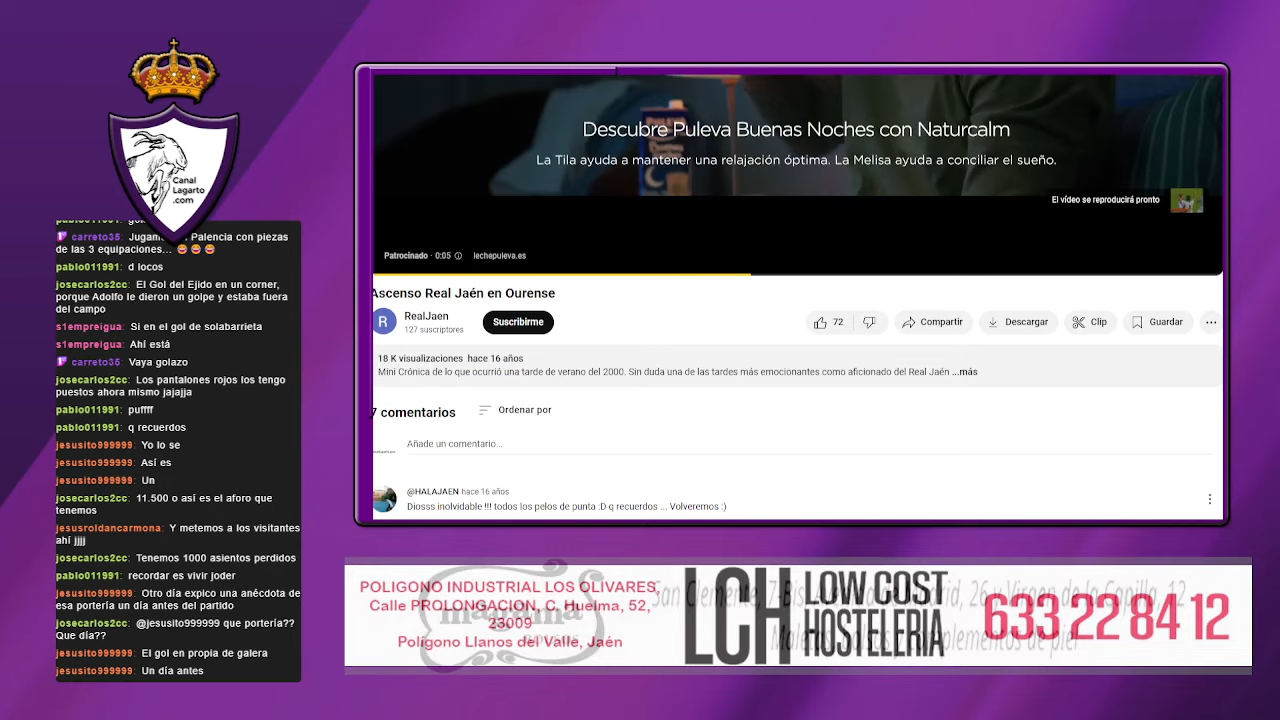 Canal
Lagarto
.com
carreto35: Jugam Palencia con piezas
de las 3 equipaciones...
pablo011991: d locos
josecarlos2cc: El Gol del Ejido en un corner,
porque Adolfo le dieron un golpe y estaba fuera
del campo
s1empreigua: Si en el gol de solabarrieta
s1empreigua: Ahí está
carreto35: Vaya golazo
josecarlos2cc: Los pantalones rojos los tengo
puestos ahora mismo jajajja
pablo011991: puffff
pablo011991: q recuerdos
jesusito999999: Yo lo se
jesusito999999: Así es
jesusito999999: Un
josecarlos2cc: 11.500 o así es el aforo que
tenemos
jesusroldancarmona: Y metemos a los visitantes
ahí jjjj
josecarlos2cc: Tenemos 1000 asientos perdidos
pablo011991: recordar es vivir joder
jesusito999999: Otro día expico una anécdota de
esa portería un día antes del partido
josecarlos2cc: @jesusito999999 que portería??
Que día??
jesusito999999: El gol en propia de galera
jesusito999999: Un día antes
Descubre Puleva Buenas Noches con Naturcalm
La Tila ayuda a mantener una relajación óptima. La Melisa ayuda a conciliar el sueño.
El vídeo se reproducirá pronto
Patrocinado · 0:05 lechepuleva.es
Ascenso Real Jaén en Ourense
R RealJaen
127 suscriptores
Suscribirme
72 Compartir Descargar Clip Guardar ...
18 K visualizaciones hace 16 años
Mini Crónica de lo que ocurrió una tarde de verano del 2000. Sin duda una de las tardes más emocionantes como aficionado del Real Jaén ...más
7 comentarios Ordenar por
Añade un comentario...
@HALAJAEN hace 16 años
Diosss inolvidable !!! todos los pelos de punta :D q recuerdos ... Volveremos :)
POLIGONO INDUSTRIAL LOS OLIVARES,
Calle PROLONGACION, C. Huelma, 52,
23009
Polígono Llanos del Valle, Jaén
LCH LOW COST
HOSTELERÍA
633 22 84 12